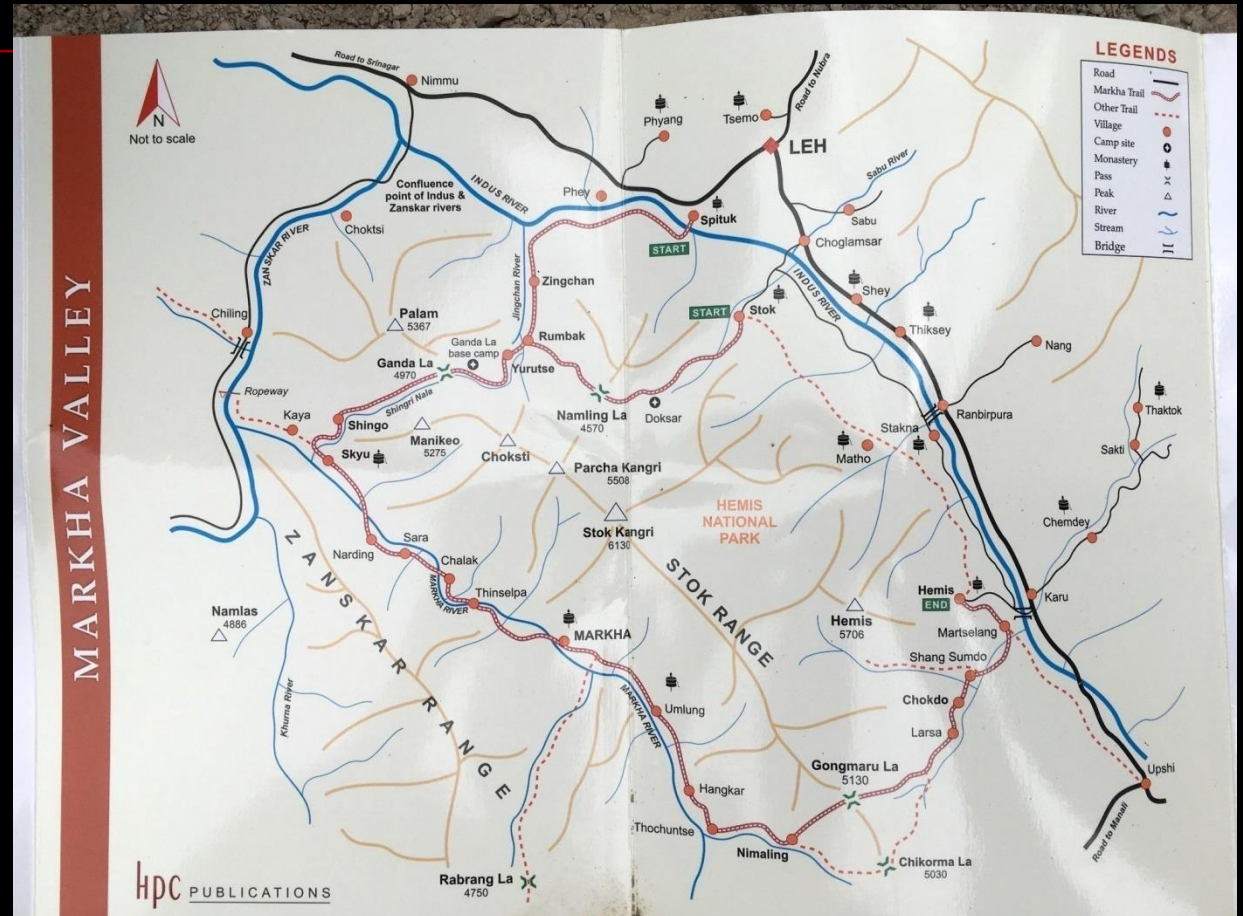 MARKHA VALLEY
N
Not to scale
Road to Srinagar
Nimmu
Phyang
Tsemo
Road to Nubra
LEH
LEGENDS
Road
Markha Trail
Other Trail
Village
Camp site
Monastery
Pass
Peak
River
Stream
Bridge
Confluence
point of Indus &
Zanskar rivers
INDUS RIVER
Phey
Spituk
START
Sabu River
Sabu
Choglamsar
Choktsi
ZANSKAR RIVER
Jingchan River
Zingchan
Stok
START
INDUS RIVER
Shey
Thiksey
Nang
Chiling
Palam
5367
Ganda La
base camp
Rumbak
Ganda La
4970
Yurutse
Shingri Nala
Namling La
4570
Doksar
Ropeway
Kaya
Shingo
Skyu
Manikeo
5275
Choksti
Parcha Kangri
5508
Stok Kangri
6130
Matho
Stakna
Ranbirpura
Thaktok
Sakti
Chemdey
HEMIS
NATIONAL
PARK
ZANSKAR RANGE
STOK RANGE
Narding
Sara
Chalak
MARKHA RIVER
Thinselpa
Namlas
4886
MARKHA
Hemis
END
Karu
Hemis
5706
Martselang
Shang Sumdo
Chokdo
Larsa
Khurna River
MARKHA RIVER
Umlung
Gongmaru La
5130
Upshi
Hangkar
Thochuntse
Nimaling
Chikorma La
5030
Road to Manali
Rabrang La
4750
hpc PUBLICATIONS